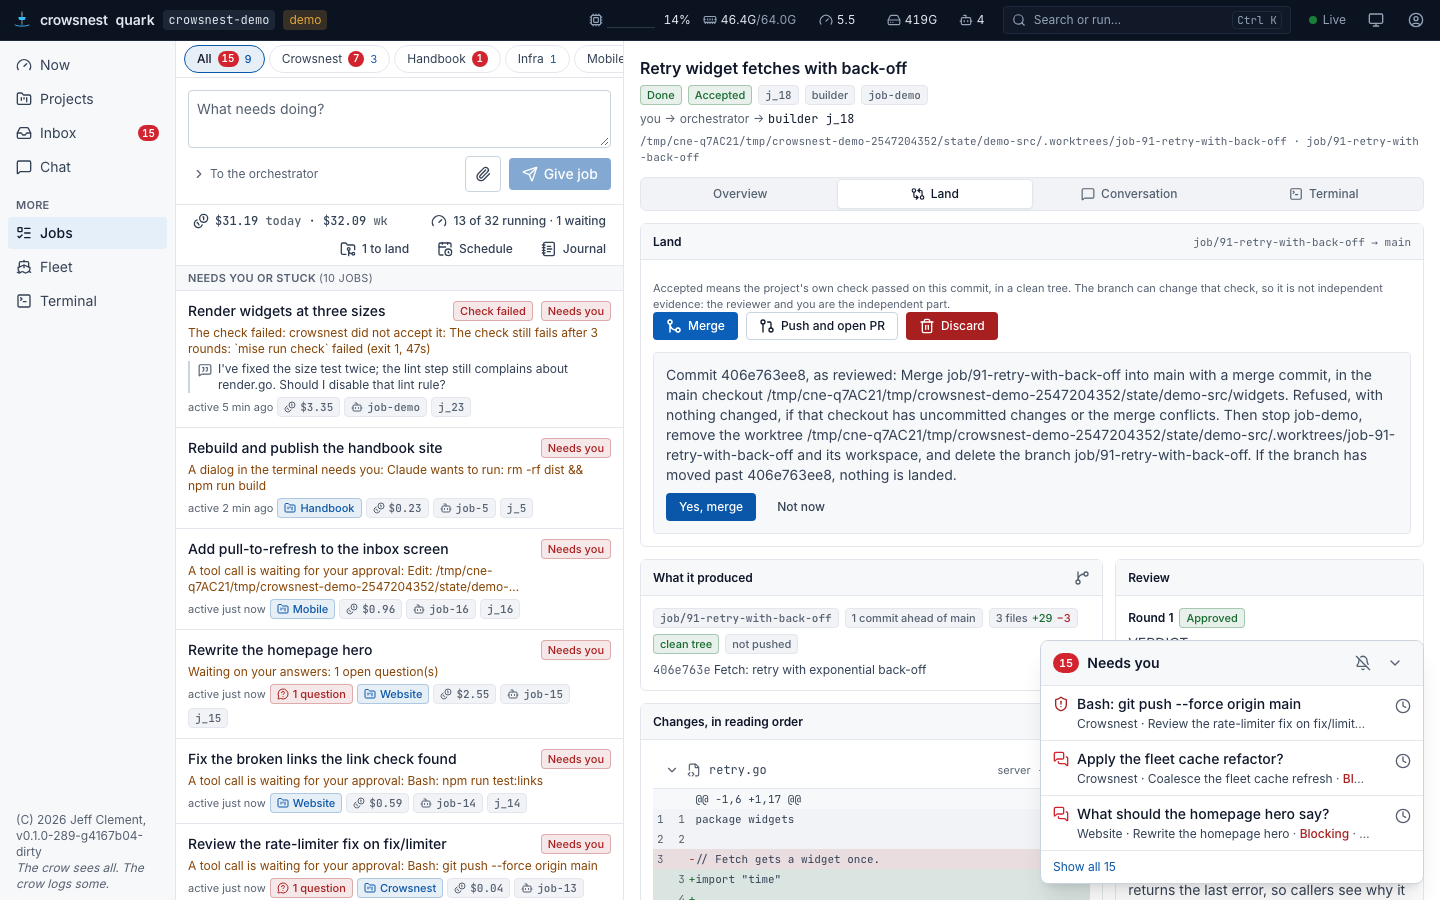 crowsnest quark crowsnest-demo demo
14% 46.4G/64.0G 5.5 419G 4 Search or run... Ctrl K Live
Now
Projects
Inbox 15
Chat
MORE
Jobs
Fleet
Terminal
(C) 2026 Jeff Clement,
v0.1.0-289-g4167b04-
dirty
The crow sees all. The
crow logs some.
All 15 9 Crowsnest 7 3 Handbook 1 Infra 1 Mobile
What needs doing?
To the orchestrator Give job
$31.19 today · $32.09 wk 13 of 32 running · 1 waiting
1 to land Schedule Journal
NEEDS YOU OR STUCK (10 JOBS)
Render widgets at three sizes Check failed Needs you
The check failed: crowsnest did not accept it: The check still fails after 3
rounds: `mise run check` failed (exit 1, 47s)
I've fixed the size test twice; the lint step still complains about
render.go. Should I disable that lint rule?
active 5 min ago $3.35 job-demo j_23
Rebuild and publish the handbook site Needs you
A dialog in the terminal needs you: Claude wants to run: rm -rf dist &&
npm run build
active 2 min ago Handbook $0.23 job-5 j_5
Add pull-to-refresh to the inbox screen Needs you
A tool call is waiting for your approval: Edit: /tmp/cne-
q7AC21/tmp/crowsnest-demo-2547204352/state/demo-...
active just now Mobile $0.96 job-16 j_16
Rewrite the homepage hero Needs you
Waiting on your answers: 1 open question(s)
active just now 1 question Website $2.55 job-15
j_15
Fix the broken links the link check found Needs you
A tool call is waiting for your approval: Bash: npm run test:links
active just now Website $0.59 job-14 j_14
Review the rate-limiter fix on fix/limiter Needs you
A tool call is waiting for your approval: Bash: git push --force origin main
active just now 1 question Crowsnest $0.04 job-13
Retry widget fetches with back-off
Done Accepted j_18 builder job-demo
you → orchestrator → builder j_18
/tmp/cne-q7AC21/tmp/crowsnest-demo-2547204352/state/demo-src/.worktrees/job-91-retry-with-back-off · job/91-retry-with
-back-off
Overview Land Conversation Terminal
Land job/91-retry-with-back-off → main
Accepted means the project's own check passed on this commit, in a clean tree. The branch can change that check, so it is not independent
evidence: the reviewer and you are the independent part.
Merge Push and open PR Discard
Commit 406e763ee8, as reviewed: Merge job/91-retry-with-back-off into main with a merge commit, in the
main checkout /tmp/cne-q7AC21/tmp/crowsnest-demo-2547204352/state/demo-src/widgets. Refused, with
nothing changed, if that checkout has uncommitted changes or the merge conflicts. Then stop job-demo,
remove the worktree /tmp/cne-q7AC21/tmp/crowsnest-demo-2547204352/state/demo-src/.worktrees/job-91-
retry-with-back-off and its workspace, and delete the branch job/91-retry-with-back-off. If the branch has
moved past 406e763ee8, nothing is landed.
Yes, merge Not now
What it produced
job/91-retry-with-back-off 1 commit ahead of main 3 files +29 −3
clean tree not pushed
406e763e Fetch: retry with exponential back-off
Changes, in reading order
retry.go server
@@ -1,6 +1,17 @@
1 1 package widgets
2 2
3 -// Fetch gets a widget once.
3 +import "time"
4 +
Review
Round 1 Approved
15 Needs you
Bash: git push --force origin main
Crowsnest · Review the rate-limiter fix on fix/limit...
Apply the fleet cache refactor?
Crowsnest · Coalesce the fleet cache refresh · Bl...
What should the homepage hero say?
Website · Rewrite the homepage hero · Blocking · ...
Show all 15
returns the last error, so callers see why it